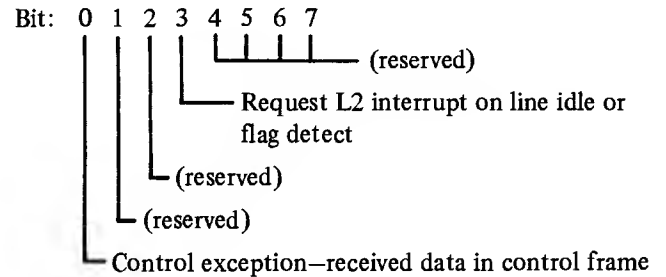 Bit: 0 1 2 3 4 5 6 7
(reserved)
Request L2 interrupt on line idle or
flag detect
(reserved)
(reserved)
Control exception—received data in control frame